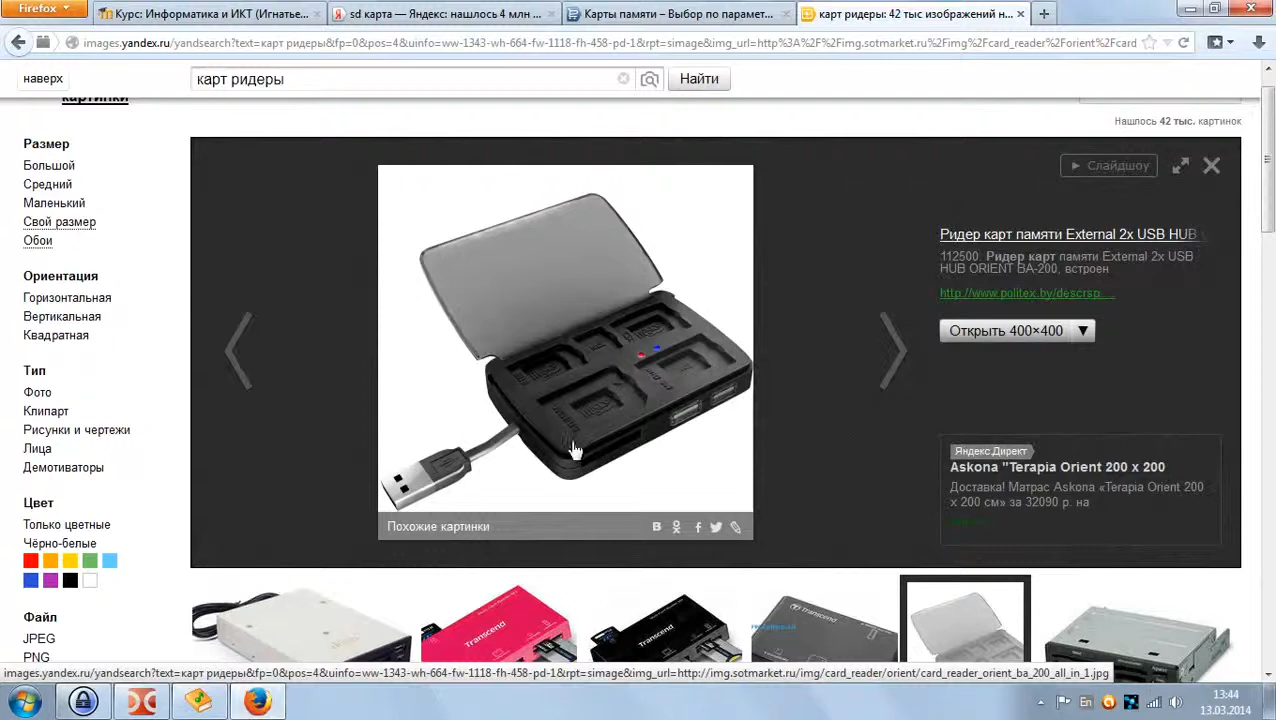 Firefox
Курс: Информатика и ИКТ (Игнатье...
sd карта — Яндекс: нашлось 4 млн ...
Карты памяти – Выбор по парамет...
карт ридеры: 42 тыс изображений н...
images.yandex.ru/yandsearch?text=карт ридеры&fp=0&pos=4&uinfo=ww-1343-wh-664-fw-1118-fh-458-pd-1&rpt=simage&img_url=http%3A%2F%2Fimg.sotmarket.ru%2Fimg%2Fcard_reader%2Forient%2Fcard
наверх
карт ридеры
Найти
картинки
Нашлось 42 тыс. картинок
Размер
Большой
Средний
Маленький
Свой размер
Обои
Ориентация
Горизонтальная
Вертикальная
Квадратная
Тип
Фото
Клипарт
Рисунки и чертежи
Лица
Демотиваторы
Цвет
Только цветные
Чёрно-белые
Файл
JPEG
PNG
Слайдшоу
Ридер карт памяти External 2x USB HUB
112500. Ридер карт памяти External 2x USB
HUB ORIENT BA-200, встроен
http://www.politex.by/descrsp....
Открыть 400×400
Яндекс.Директ
Askona "Terapia Orient 200 x 200
Доставка! Матрас Askona «Terapia Orient 200
x 200 см» за 32090 р. на
Похожие картинки
Transcend
Transcend
Transcend
images.yandex.ru/yandsearch?text=карт ридеры&fp=0&pos=4&uinfo=ww-1343-wh-664-fw-1118-fh-458-pd-1&rpt=simage&img_url=http://img.sotmarket.ru/img/card_reader/orient/card_reader_orient_ba_200_all_in_1.jpg
En
13:44
13.03.2014